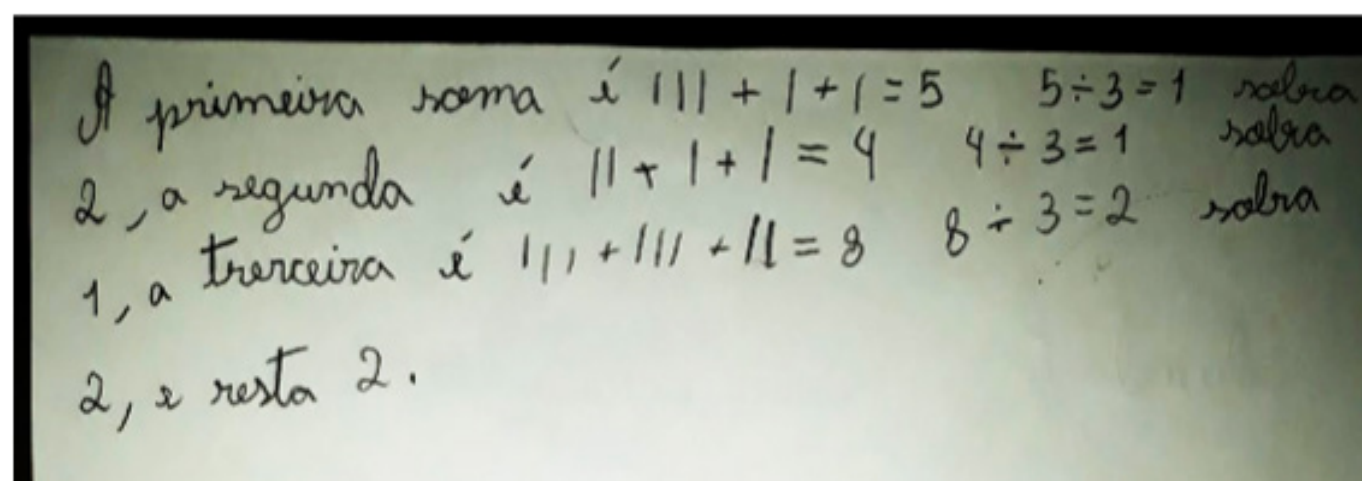 A primeira soma é ||| + | + | = 5 5 ÷ 3 = 1 sobra
2, a segunda é || + | + | = 4 4 ÷ 3 = 1 sobra
1, a trerceira é ||| + ||| + || = 8 8 ÷ 3 = 2 sobra
2, e resta 2.